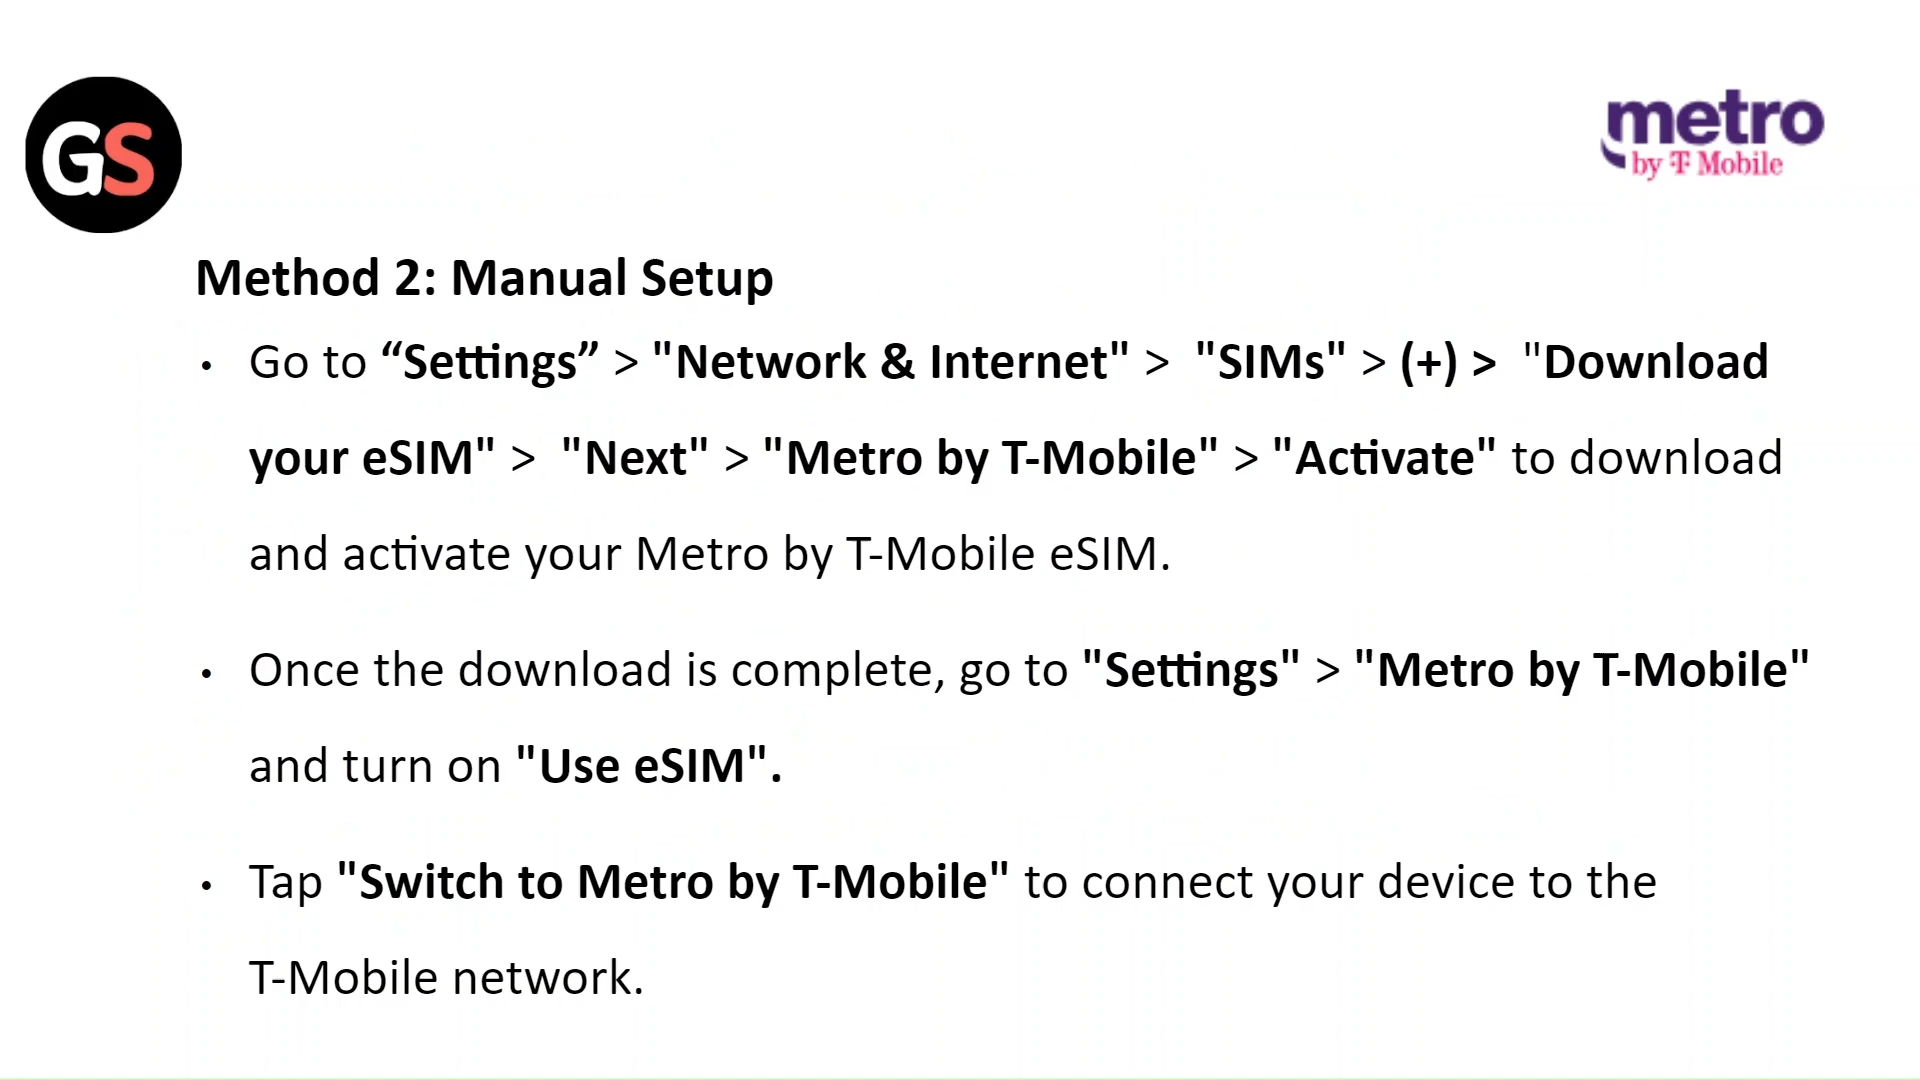 GS
metro
by T Mobile
Method 2: Manual Setup
• Go to “Settings” > "Network & Internet" > "SIMs" > (+) > "Download
your eSIM" > "Next" > "Metro by T-Mobile" > "Activate" to download
and activate your Metro by T-Mobile eSIM.
• Once the download is complete, go to "Settings" > "Metro by T-Mobile"
and turn on "Use eSIM".
• Tap "Switch to Metro by T-Mobile" to connect your device to the
T-Mobile network.